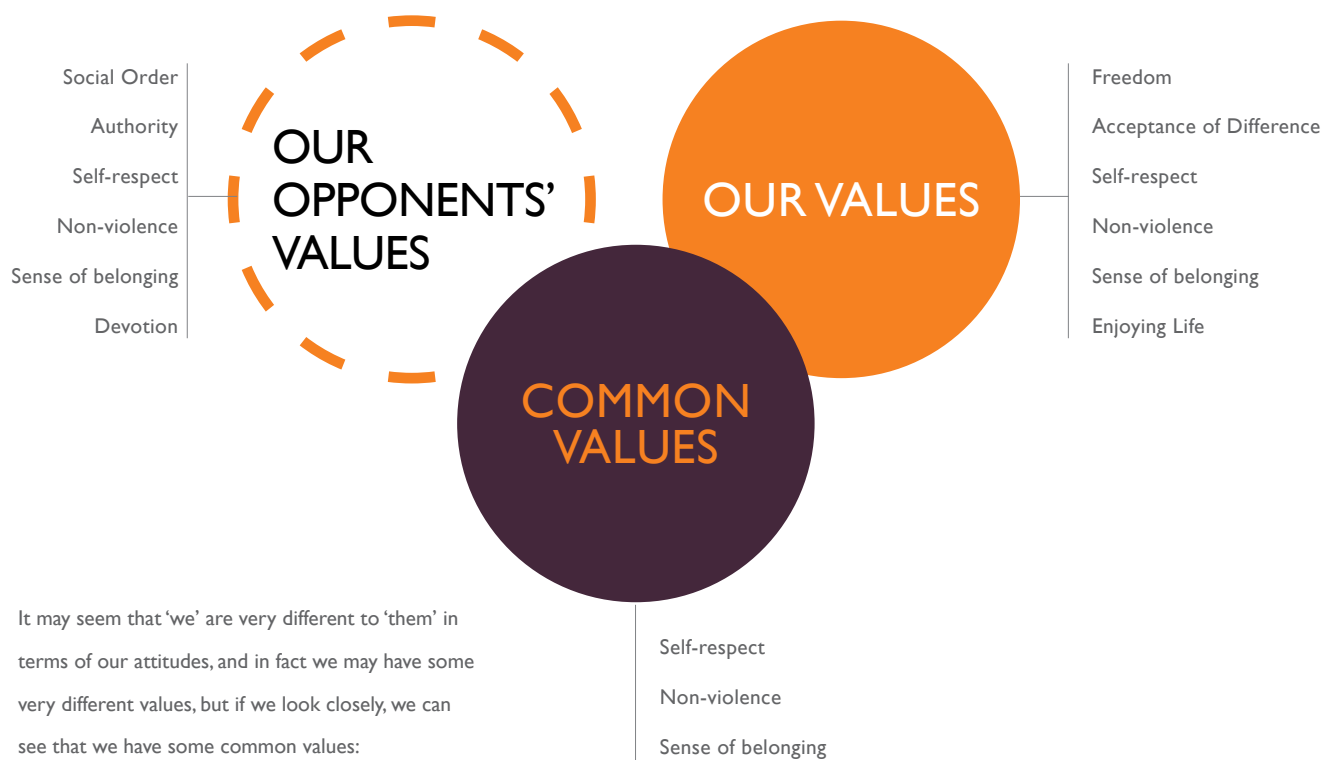 Social Order
Authority
Self-respect
Non-violence
Sense of belonging
Devotion
OUR
OPPONENTS’
VALUES
OUR VALUES
Freedom
Acceptance of Difference
Self-respect
Non-violence
Sense of belonging
Enjoying Life
COMMON
VALUES
It may seem that ‘we’ are very different to ‘them’ in
terms of our attitudes, and in fact we may have some
very different values, but if we look closely, we can
see that we have some common values:
Self-respect
Non-violence
Sense of belonging